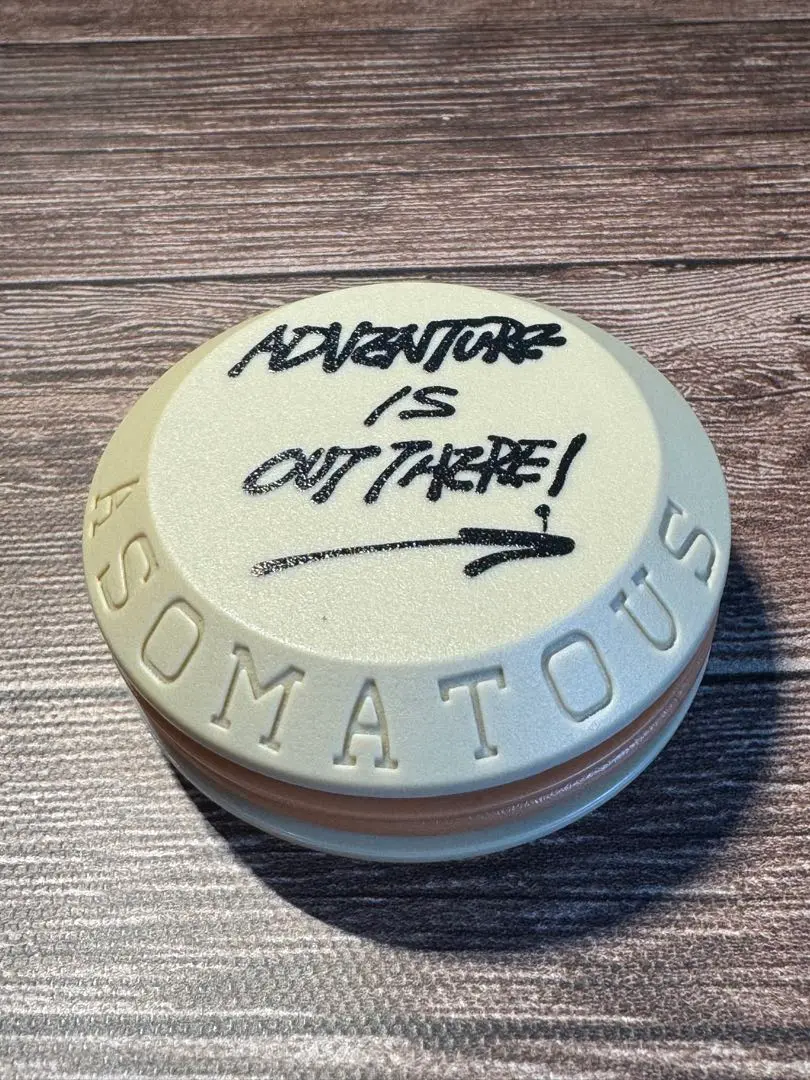 ADVENTURE
IS
OUT THERE!
ASOMATOUS